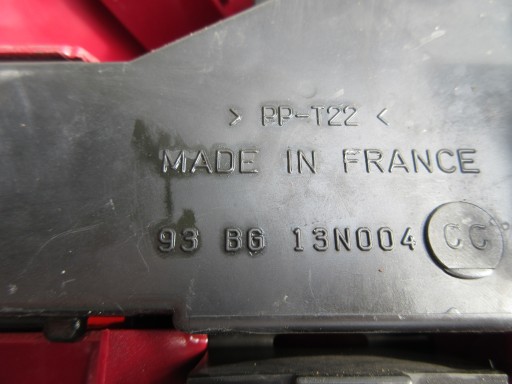 > PP-T22 <
MADE IN FRANCE
93 BG 13N004 CC